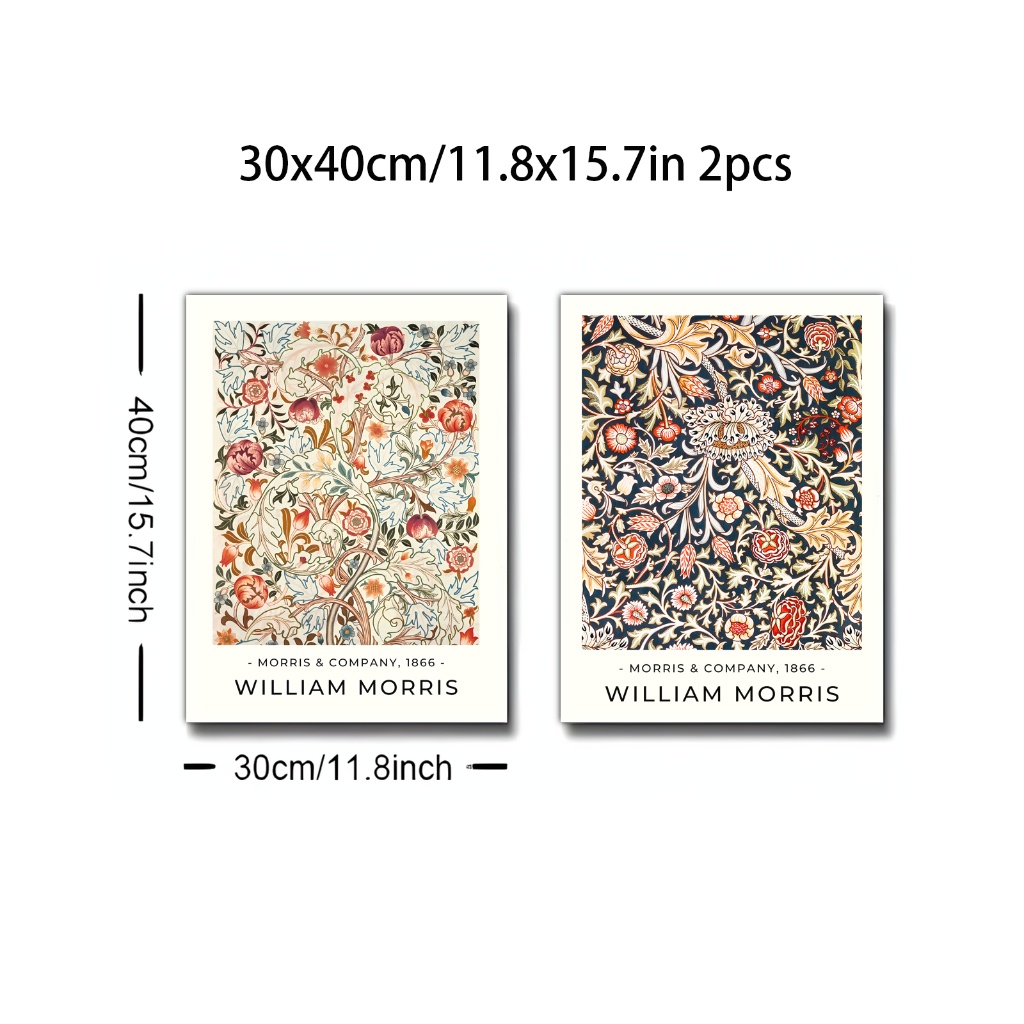 30x40cm/11.8x15.7in 2pcs
40cm/15.7inch
- MORRIS & COMPANY, 1866 -
WILLIAM MORRIS
- MORRIS & COMPANY, 1866 -
WILLIAM MORRIS
30cm/11.8inch